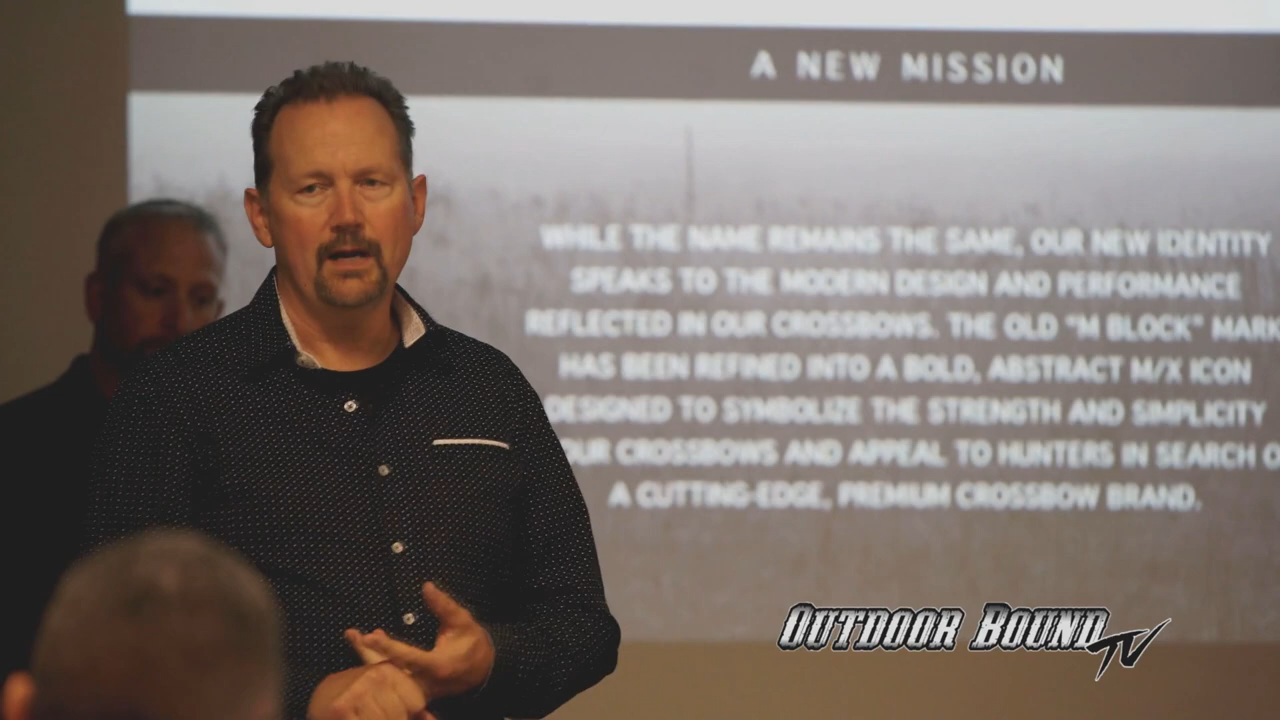 A NEW MISSION
WHILE THE NAME REMAINS THE SAME, OUR NEW IDENTITY
SPEAKS TO THE MODERN DESIGN AND PERFORMANCE
REFLECTED IN OUR CROSSBOWS. THE OLD "M BLOCK" MARK
HAS BEEN REFINED INTO A BOLD, ABSTRACT M/X ICON
DESIGNED TO SYMBOLIZE THE STRENGTH AND SIMPLICITY
OUR CROSSBOWS AND APPEAL TO HUNTERS IN SEARCH O
A CUTTING-EDGE, PREMIUM CROSSBOW BRAND.
OUTDOOR BOUND TV